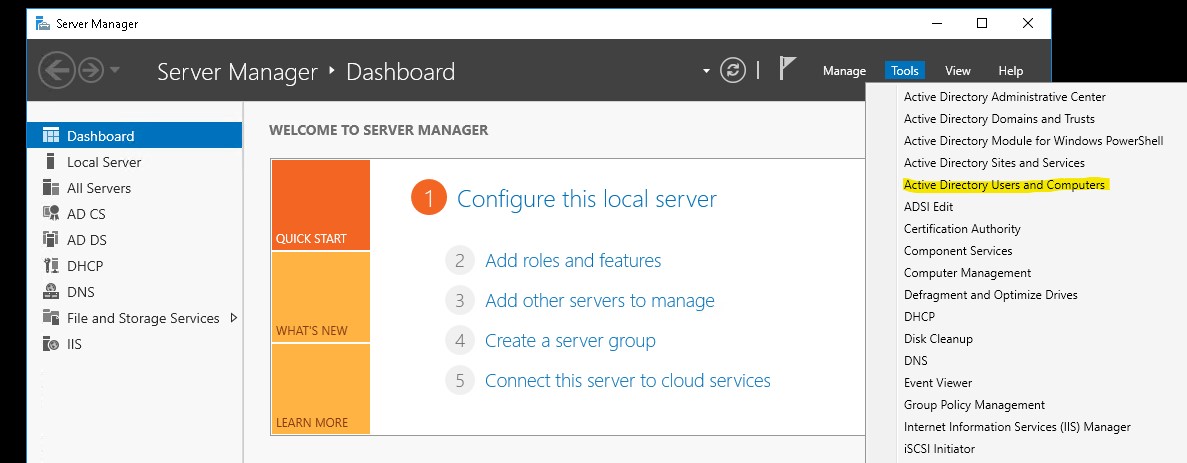 Server Manager
Server Manager ‣ Dashboard
Manage Tools View Help
Dashboard
Local Server
All Servers
AD CS
AD DS
DHCP
DNS
File and Storage Services
IIS
WELCOME TO SERVER MANAGER
QUICK START
WHAT'S NEW
LEARN MORE
1 Configure this local server
2 Add roles and features
3 Add other servers to manage
4 Create a server group
5 Connect this server to cloud services
Active Directory Administrative Center
Active Directory Domains and Trusts
Active Directory Module for Windows PowerShell
Active Directory Sites and Services
Active Directory Users and Computers
ADSI Edit
Certification Authority
Component Services
Computer Management
Defragment and Optimize Drives
DHCP
Disk Cleanup
DNS
Event Viewer
Group Policy Management
Internet Information Services (IIS) Manager
iSCSI Initiator